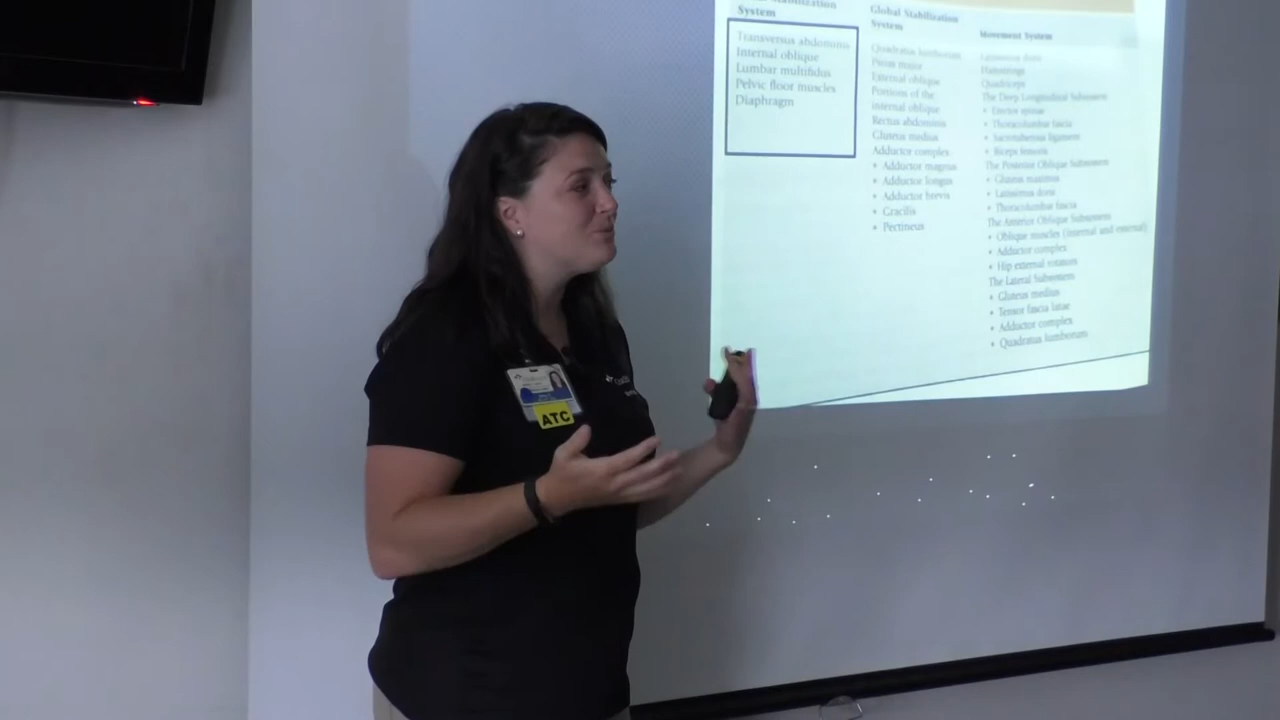 Stabilization
System
Transversus abdominis
Internal oblique
Lumbar multifidus
Pelvic floor muscles
Diaphragm
Global Stabilization
System
Quadratus lumborum
Psoas major
External oblique
Portions of the
internal oblique
Rectus abdominis
Gluteus medius
Adductor complex
• Adductor magnus
• Adductor longus
• Adductor brevis
• Gracilis
• Pectineus
Movement System
Latissimus dorsi
Hamstrings
Quadriceps
The Deep Longitudinal Subsystem
• Erector spinae
• Thoracolumbar fascia
• Sacrotuberous ligament
• Biceps femoris
The Posterior Oblique Subsystem
• Gluteus maximus
• Latissimus dorsi
• Thoracolumbar fascia
The Anterior Oblique Subsystem
• Oblique muscles (internal and external)
• Adductor complex
• Hip external rotators
The Lateral Subsystem
• Gluteus medius
• Tensor fascia latae
• Adductor complex
• Quadratus lumborum
ATC